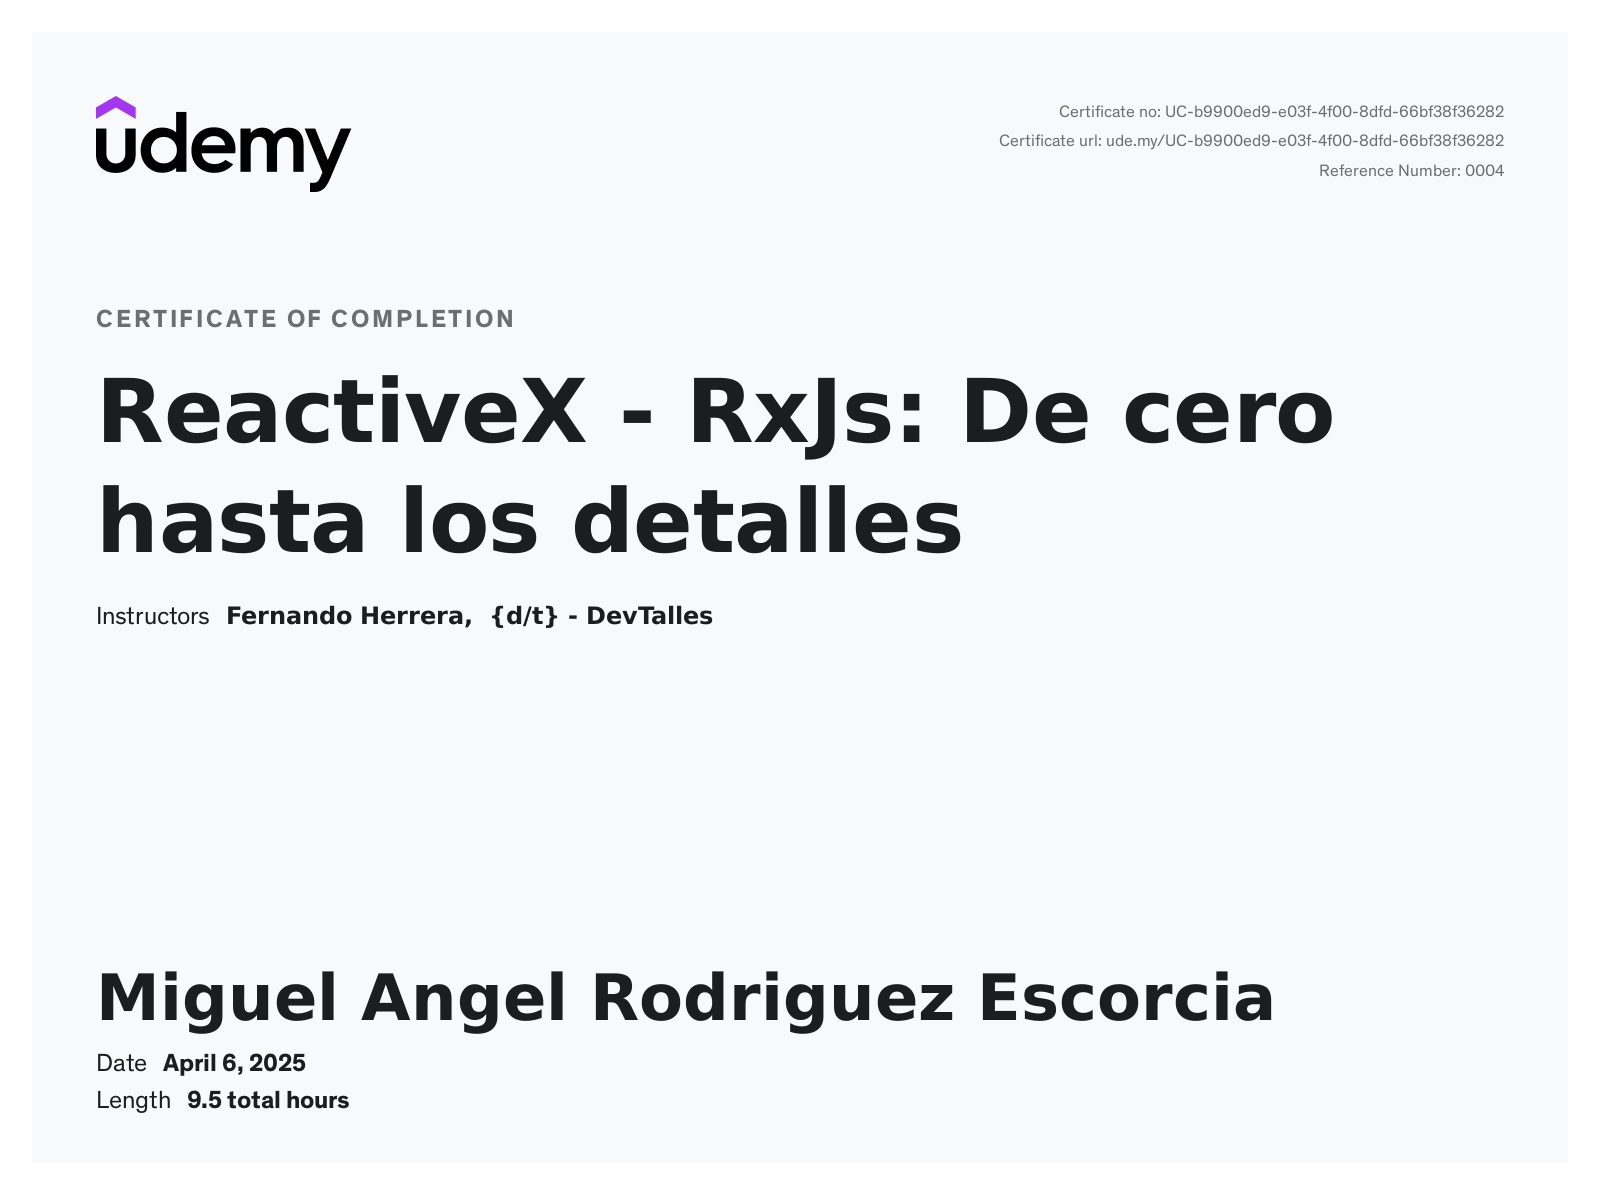 udemy
Certificate no: UC-b9900ed9-e03f-4f00-8dfd-66bf38f36282
Certificate url: ude.my/UC-b9900ed9-e03f-4f00-8dfd-66bf38f36282
Reference Number: 0004
CERTIFICATE OF COMPLETION
ReactiveX - RxJs: De cero
hasta los detalles
Instructors Fernando Herrera, {d/t} - DevTalles
Miguel Angel Rodriguez Escorcia
Date April 6, 2025
Length 9.5 total hours